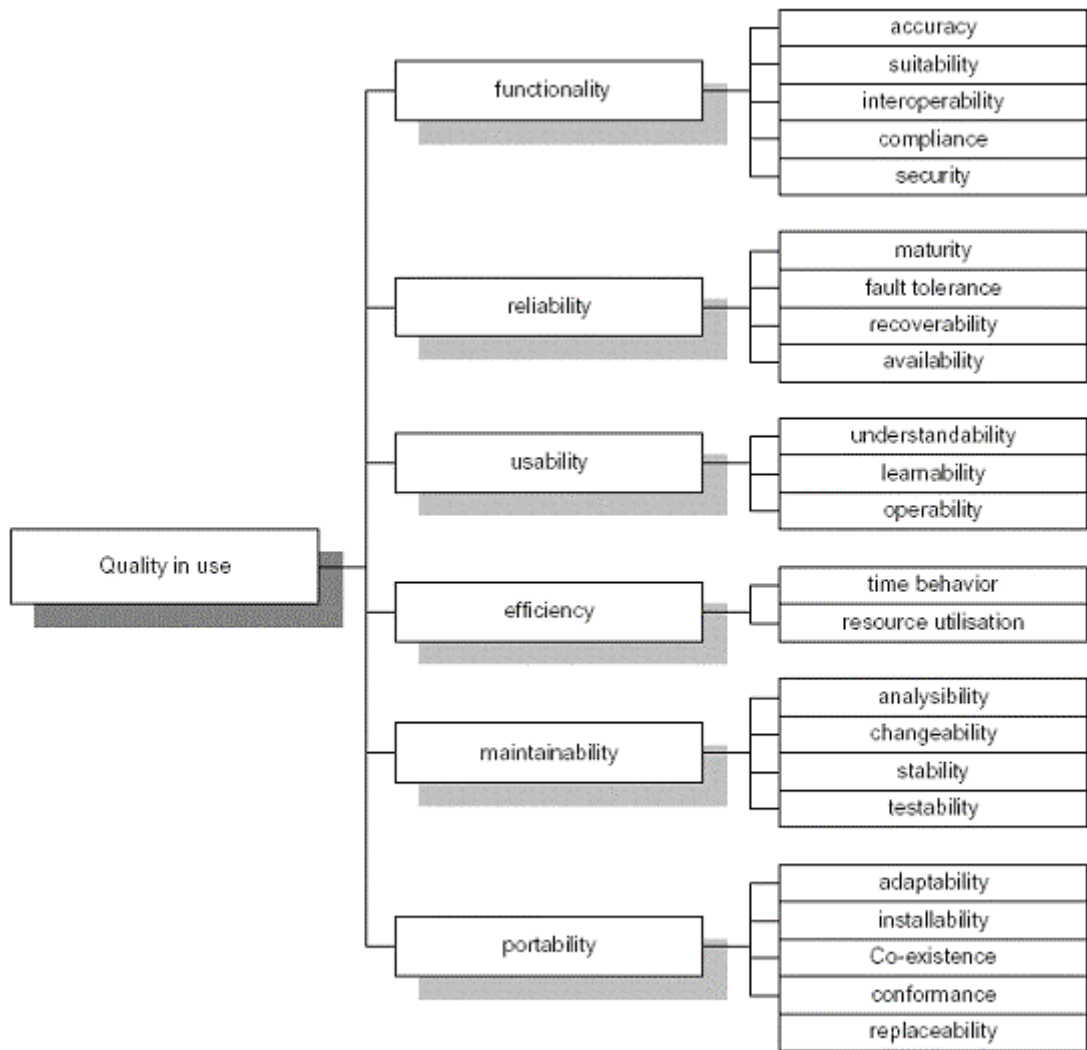 Quality in use
functionality
accuracy
suitability
interoperability
compliance
security
reliability
maturity
fault tolerance
recoverability
availability
usability
understandability
learnability
operability
efficiency
time behavior
resource utilisation
maintainability
analysibility
changeability
stability
testability
portability
adaptability
installability
Co-existence
conformance
replaceability